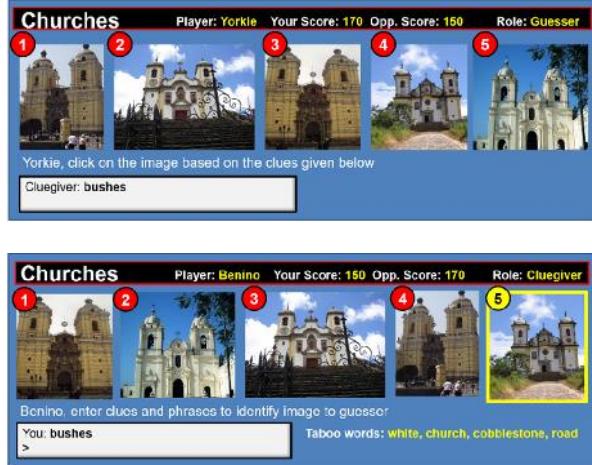 Churches Player: Yorkie Your Score: 170 Opp. Score: 150 Role: Guesser
1 2 3 4 5
Yorkie, click on the image based on the clues given below
Cluegiver: bushes
Churches Player: Benino Your Score: 150 Opp. Score: 170 Role: Cluegiver
1 2 3 4 5
Benino, enter clues and phrases to identify image to guesser
You: bushes Taboo words: white, church, cobblestone, road
>